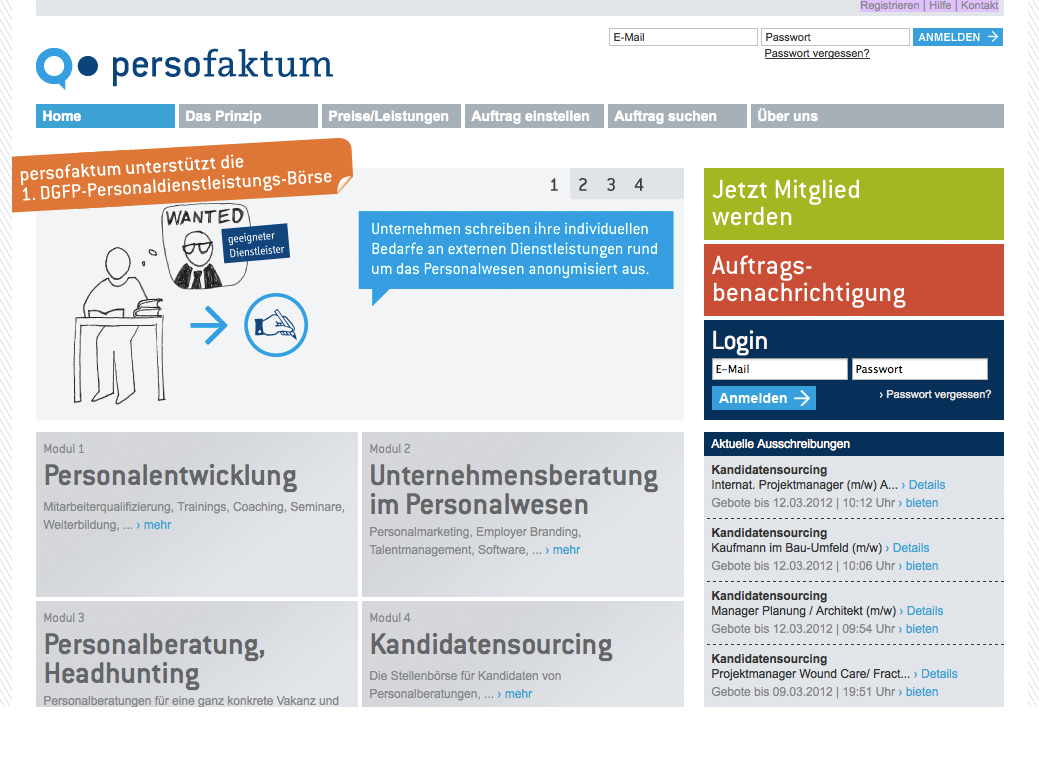 Registrieren | Hilfe | Kontakt
E-Mail
Passwort
ANMELDEN
Passwort vergessen?
persofaktum
Home
Das Prinzip
Preise/Leistungen
Auftrag einstellen
Auftrag suchen
Über uns
persofaktum unterstützt die
1. DGFP-Personaldienstleistungs-Börse
1 2 3 4
WANTED
geeigneter
Dienstleister
Unternehmen schreiben ihre individuellen
Bedarfe an externen Dienstleistungen rund
um das Personalwesen anonymisiert aus.
Jetzt Mitglied
werden
Auftrags-
benachrichtigung
Login
E-Mail
Passwort
Anmelden
› Passwort vergessen?
Modul 1
Personalentwicklung
Mitarbeiterqualifizierung, Trainings, Coaching, Seminare,
Weiterbildung, ... › mehr
Modul 2
Unternehmensberatung
im Personalwesen
Personalmarketing, Employer Branding,
Talentmanagement, Software, ... › mehr
Modul 3
Personalberatung,
Headhunting
Personalberatungen für eine ganz konkrete Vakanz und
Modul 4
Kandidatensourcing
Die Stellenbörse für Kandidaten von
Personalberatungen, ... › mehr
Aktuelle Ausschreibungen
Kandidatensourcing
Internat. Projektmanager (m/w) A... › Details
Gebote bis 12.03.2012 | 10:12 Uhr › bieten
Kandidatensourcing
Kaufmann im Bau-Umfeld (m/w) › Details
Gebote bis 12.03.2012 | 10:06 Uhr › bieten
Kandidatensourcing
Manager Planung / Architekt (m/w) › Details
Gebote bis 12.03.2012 | 09:54 Uhr › bieten
Kandidatensourcing
Projektmanager Wound Care/ Fract... › Details
Gebote bis 09.03.2012 | 19:51 Uhr › bieten